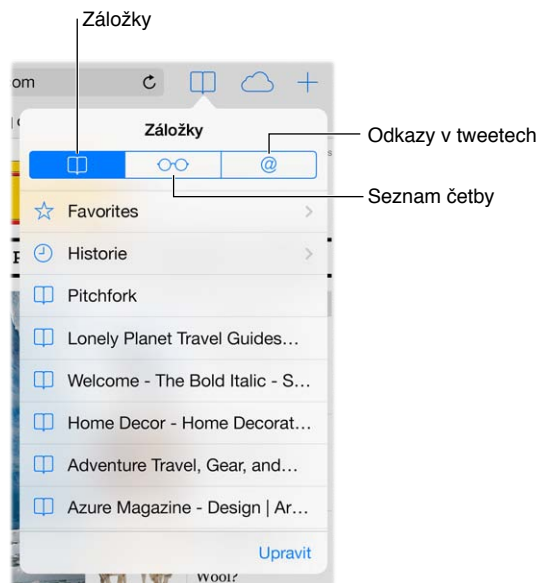 Záložky
om
Záložky
Odkazy v tweetech
@
Seznam četby
Favorites
Historie
Pitchfork
Lonely Planet Travel Guides…
Welcome - The Bold Italic - S…
Home Decor - Home Decorat…
Adventure Travel, Gear, and…
Azure Magazine - Design | Ar…
Upravit
Wool?